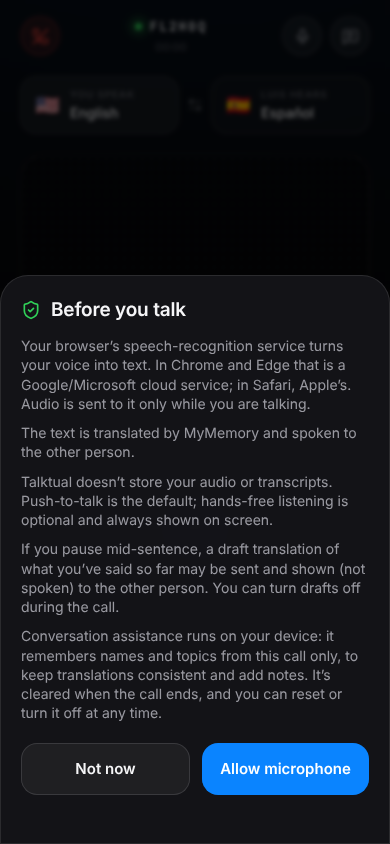 FLZH8Q
YOU SPEAK
English
Español
Before you talk
Your browser’s speech-recognition service turns
your voice into text. In Chrome and Edge that is a
Google/Microsoft cloud service; in Safari, Apple’s.
Audio is sent to it only while you are talking.
The text is translated by MyMemory and spoken to
the other person.
Talktual doesn’t store your audio or transcripts.
Push-to-talk is the default; hands-free listening is
optional and always shown on screen.
If you pause mid-sentence, a draft translation of
what you’ve said so far may be sent and shown (not
spoken) to the other person. You can turn drafts off
during the call.
Conversation assistance runs on your device: it
remembers names and topics from this call only, to
keep translations consistent and add notes. It’s
cleared when the call ends, and you can reset or
turn it off at any time.
Not now
Allow microphone